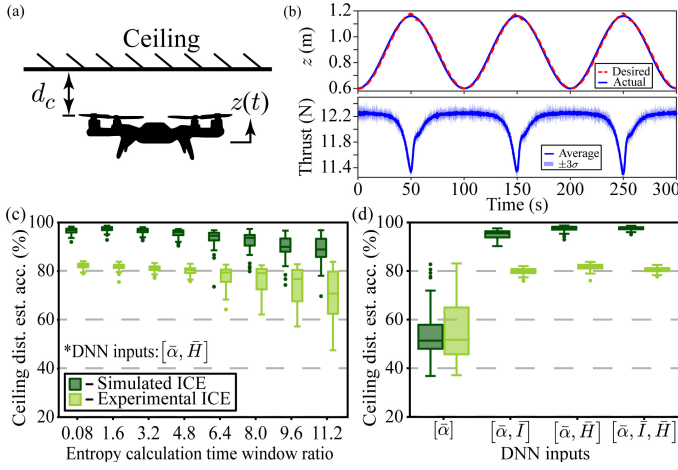 (a)
Ceiling
d_c
z(t)
(b)
z (m)
1.2
1.0
0.8
0.6
Desired
Actual
Thrust (N)
12.2
11.8
11.4
Average
±3σ
0 50 100 150 200 250 300
Time (s)
(c)
Ceiling dist. est. acc. (%)
100
80
60
40
20
*DNN inputs:[ᾱ, H̄]
– Simulated ICE
– Experimental ICE
0.08 1.6 3.2 4.8 6.4 8.0 9.6 11.2
Entropy calculation time window ratio
(d)
Ceiling dist. est. acc. (%)
100
80
60
40
20
[ᾱ] [ᾱ, Ī] [ᾱ, H̄] [ᾱ, Ī, H̄]
DNN inputs